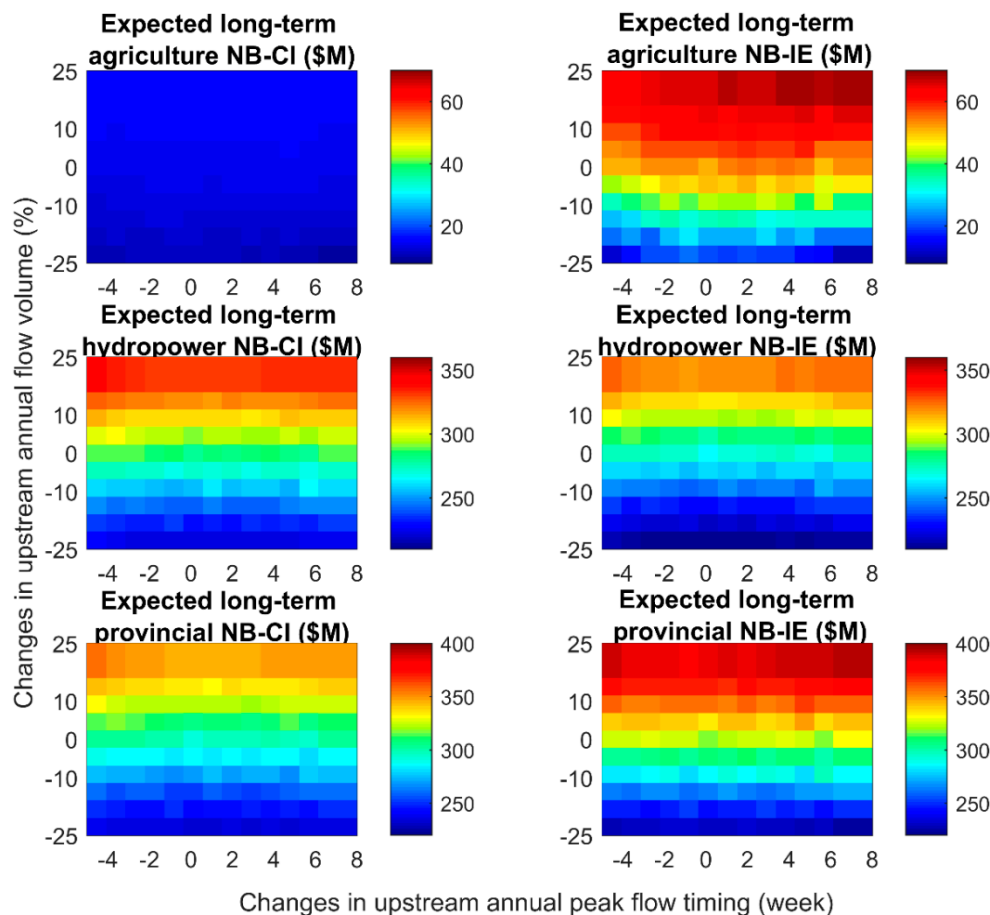 Expected long-term
agriculture NB-CI ($M)
25
10
0
-10
-25
-4 -2 0 2 4 6 8
60
40
20
Expected long-term
agriculture NB-IE ($M)
25
10
0
-10
-25
-4 -2 0 2 4 6 8
60
40
20
Changes in upstream annual flow volume (%)
Expected long-term
hydropower NB-CI ($M)
25
10
0
-10
-25
-4 -2 0 2 4 6 8
350
300
250
Expected long-term
hydropower NB-IE ($M)
25
10
0
-10
-25
-4 -2 0 2 4 6 8
350
300
250
Expected long-term
provincial NB-CI ($M)
25
10
0
-10
-25
-4 -2 0 2 4 6 8
400
350
300
250
Expected long-term
provincial NB-IE ($M)
25
10
0
-10
-25
-4 -2 0 2 4 6 8
400
350
300
250
Changes in upstream annual peak flow timing (week)